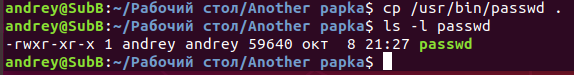 andrey@SubB:~/Рабочий стол/Another papka$ cp /usr/bin/passwd .
andrey@SubB:~/Рабочий стол/Another papka$ ls -l passwd
-rwxr-xr-x 1 andrey andrey 59640 окт  8 21:27 passwd
andrey@SubB:~/Рабочий стол/Another papka$